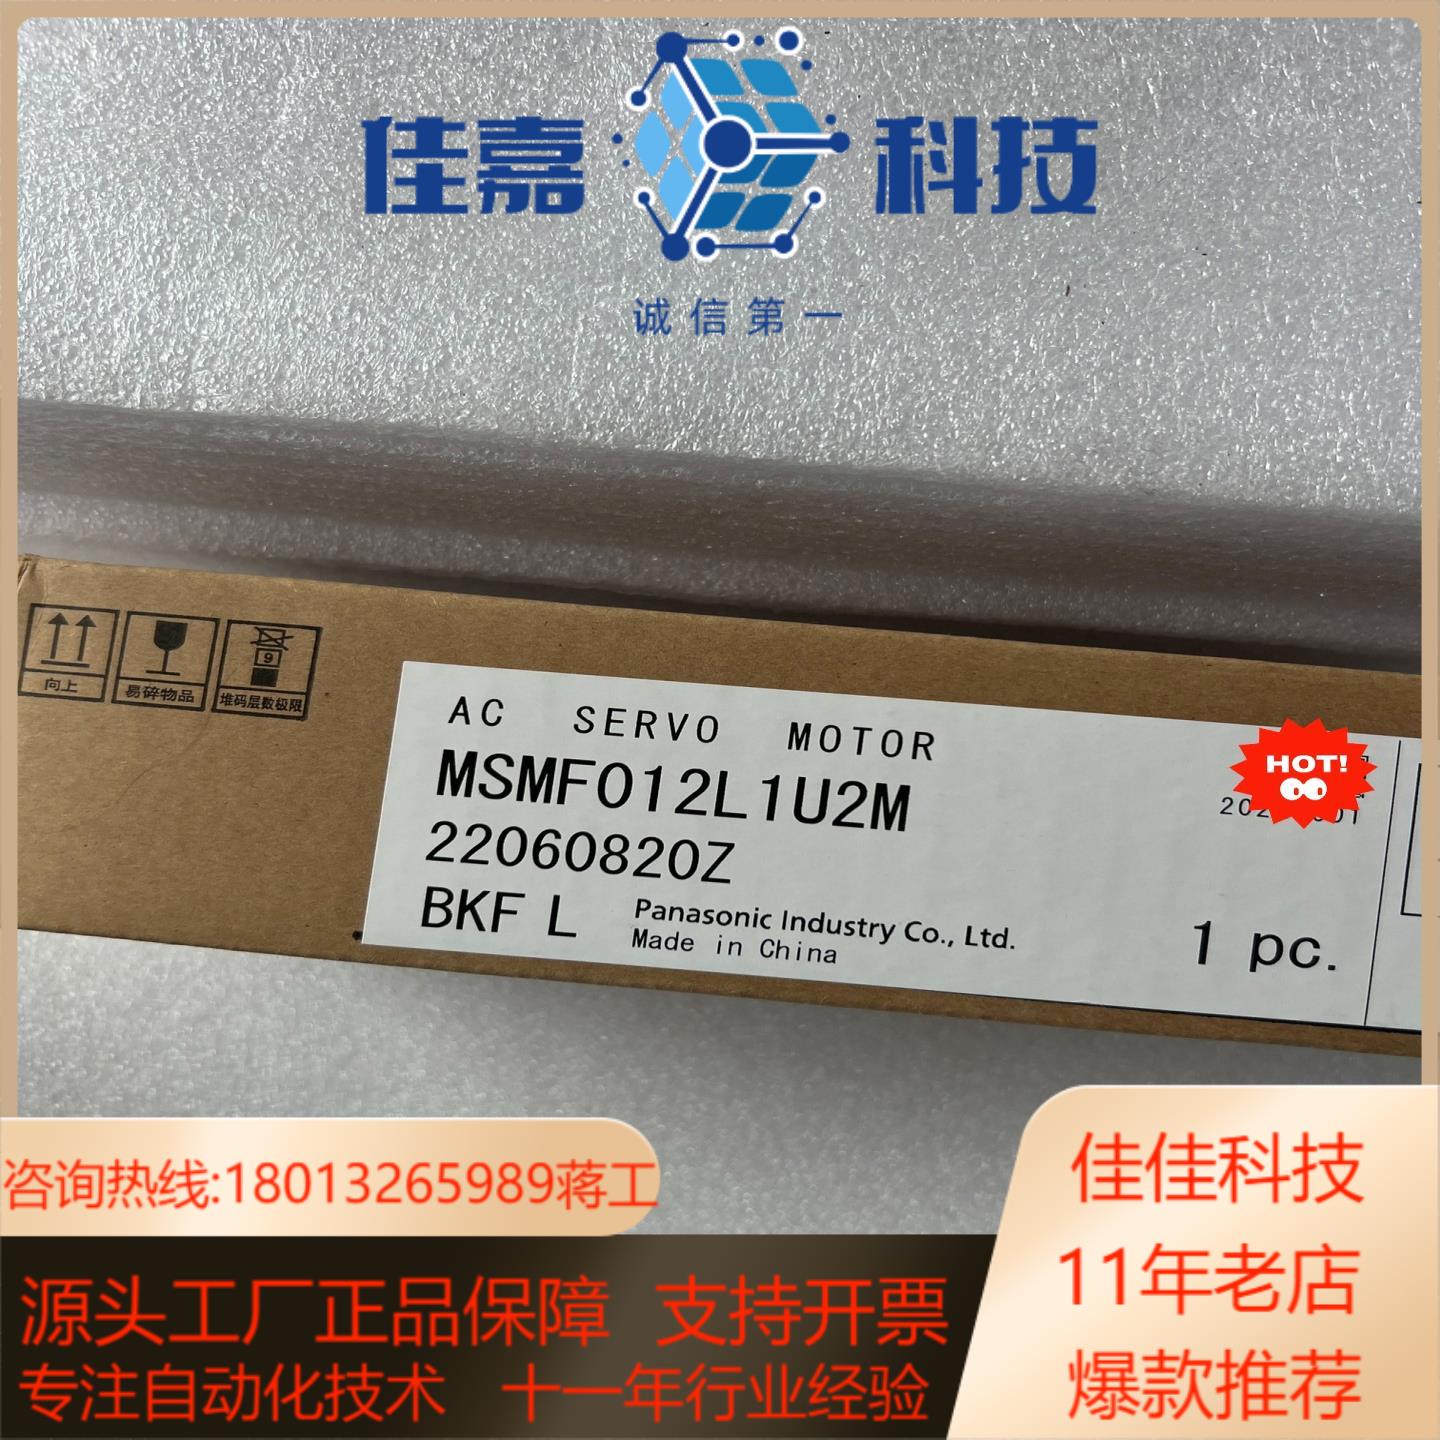 佳嘉 科技
诚信第一
向上
易碎物品
9
堆码层数极限
AC SERVO MOTOR
MSMF012L1U2M
HOT!
22060820Z
BKF L
Panasonic Industry Co., Ltd.
Made in China
1 pc.
咨询热线:18013265989蒋工
源头工厂正品保障 支持开票
专注自动化技术 十一年行业经验
佳佳科技
11年老店
爆款推荐